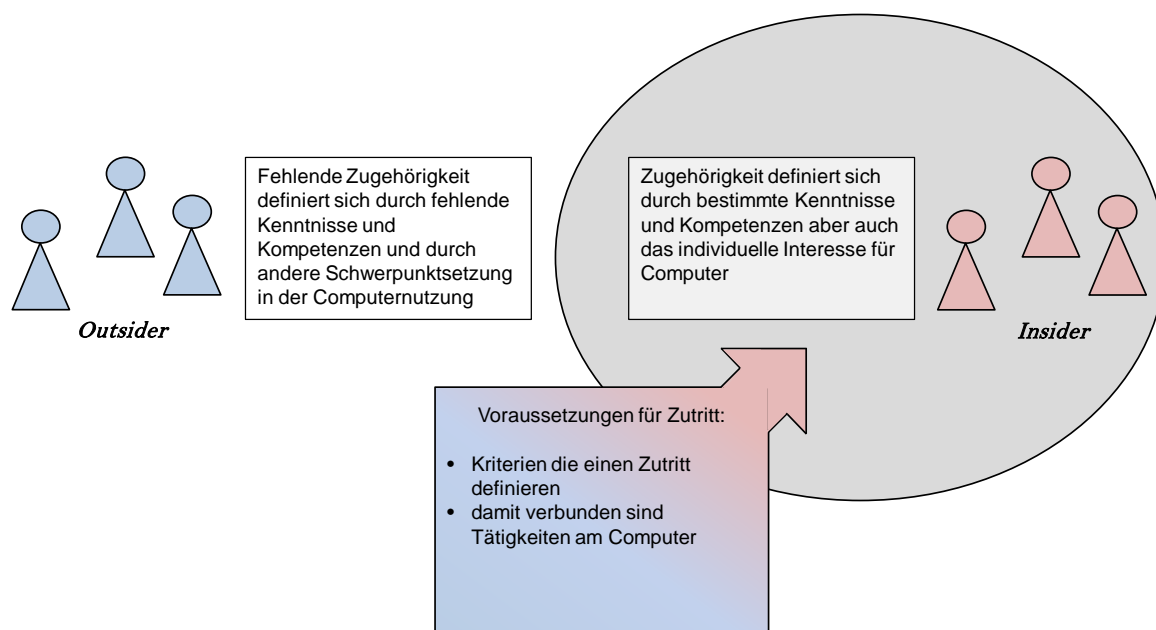 Fehlende Zugehörigkeit
definiert sich durch fehlende
Kenntnisse und
Kompetenzen und durch
andere Schwerpunktsetzung
in der Computernutzung
Outsider
Zugehörigkeit definiert sich
durch bestimmte Kenntnisse
und Kompetenzen aber auch
das individuelle Interesse für
Computer
Insider
Voraussetzungen für Zutritt:
• Kriterien die einen Zutritt
definieren
• damit verbunden sind
Tätigkeiten am Computer